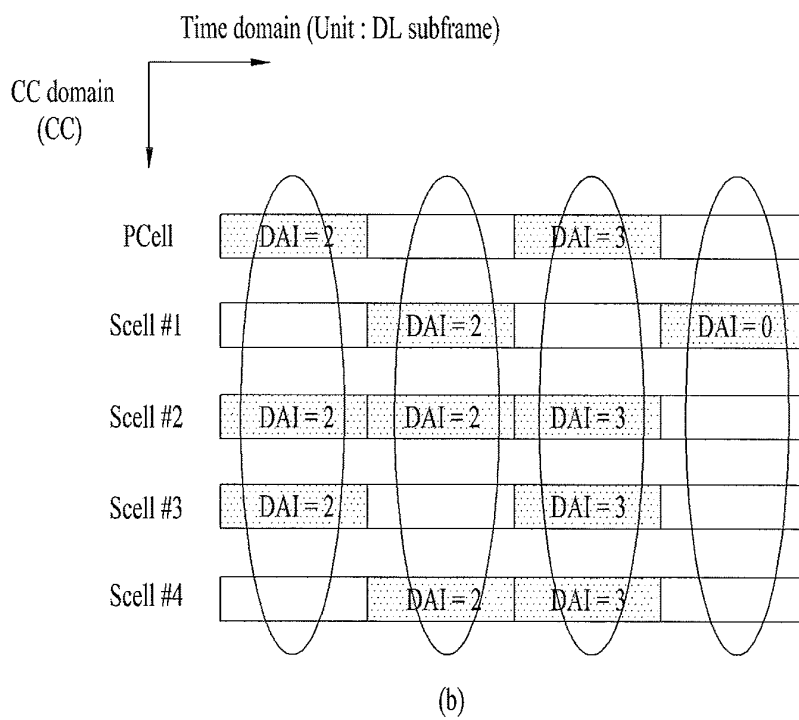 Time domain (Unit : DL subframe)
CC domain
(CC)
PCell DAI = 2 DAI = 3
Scell #1 DAI = 2 DAI = 0
Scell #2 DAI = 2 DAI = 2 DAI = 3
Scell #3 DAI = 2 DAI = 3
Scell #4 DAI = 2 DAI = 3
(b)